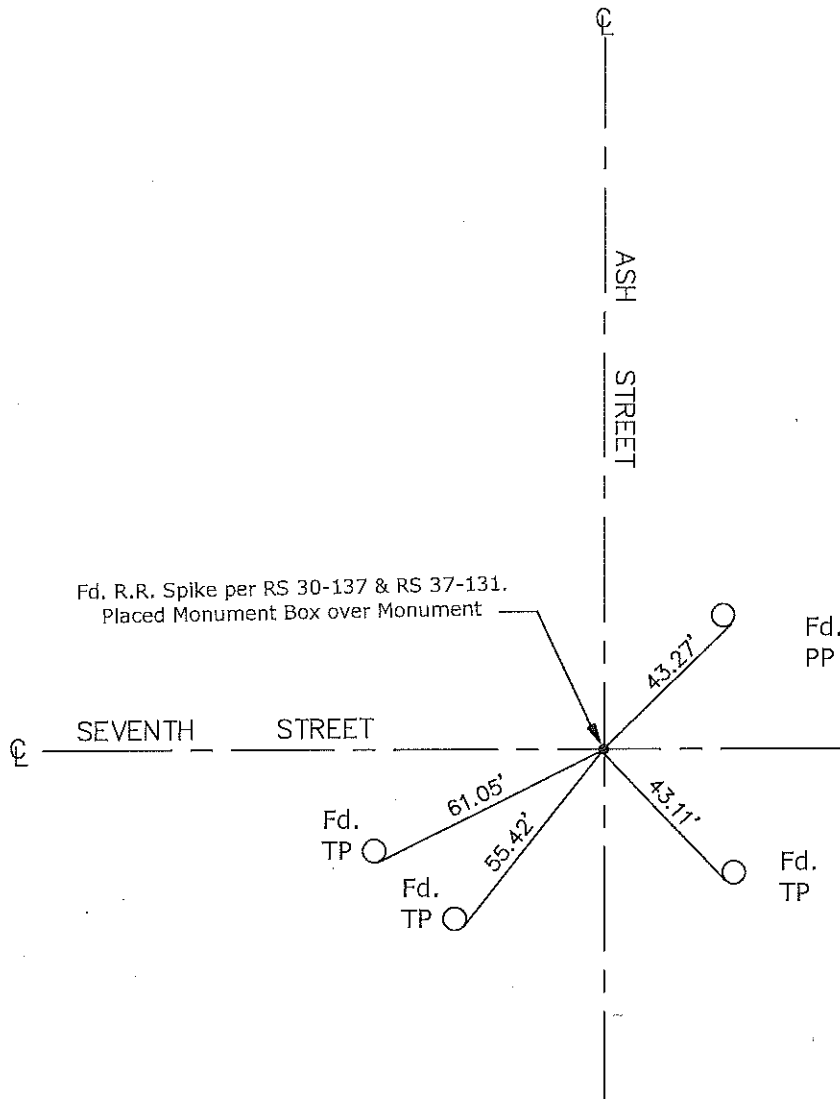 ℄
ASH STREET
Fd. R.R. Spike per RS 30-137 & RS 37-131.
Placed Monument Box over Monument
43.27'
Fd.
PP
℄ SEVENTH STREET
61.05'
55.42'
43.11'
Fd.
TP
Fd.
TP
Fd.
TP